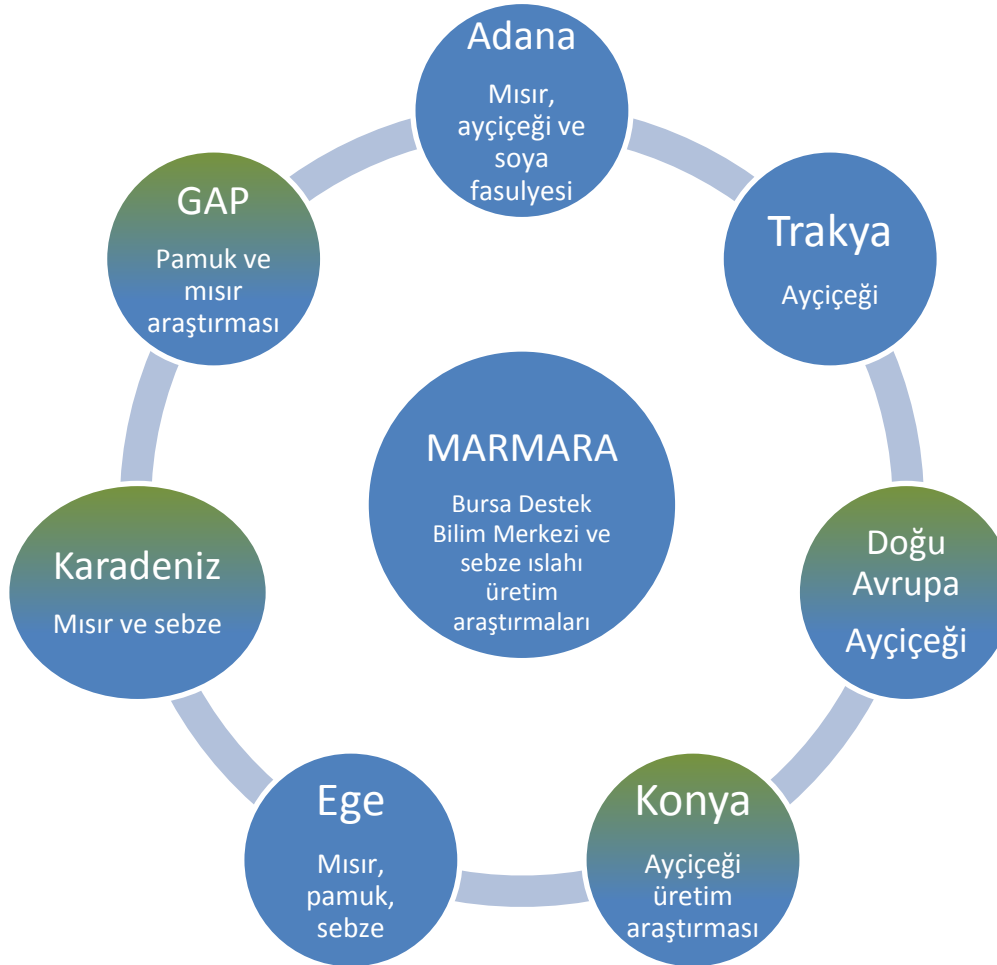 Adana
Mısır,
ayçiçeği ve
soya
fasulyesi
Trakya
Ayçiçeği
Doğu
Avrupa
Ayçiçeği
Konya
Ayçiçeği
üretim
araştırması
Ege
Mısır,
pamuk,
sebze
Karadeniz
Mısır ve sebze
GAP
Pamuk ve
mısır
araştırması
MARMARA
Bursa Destek
Bilim Merkezi ve
sebze ıslahı
üretim
araştırmaları